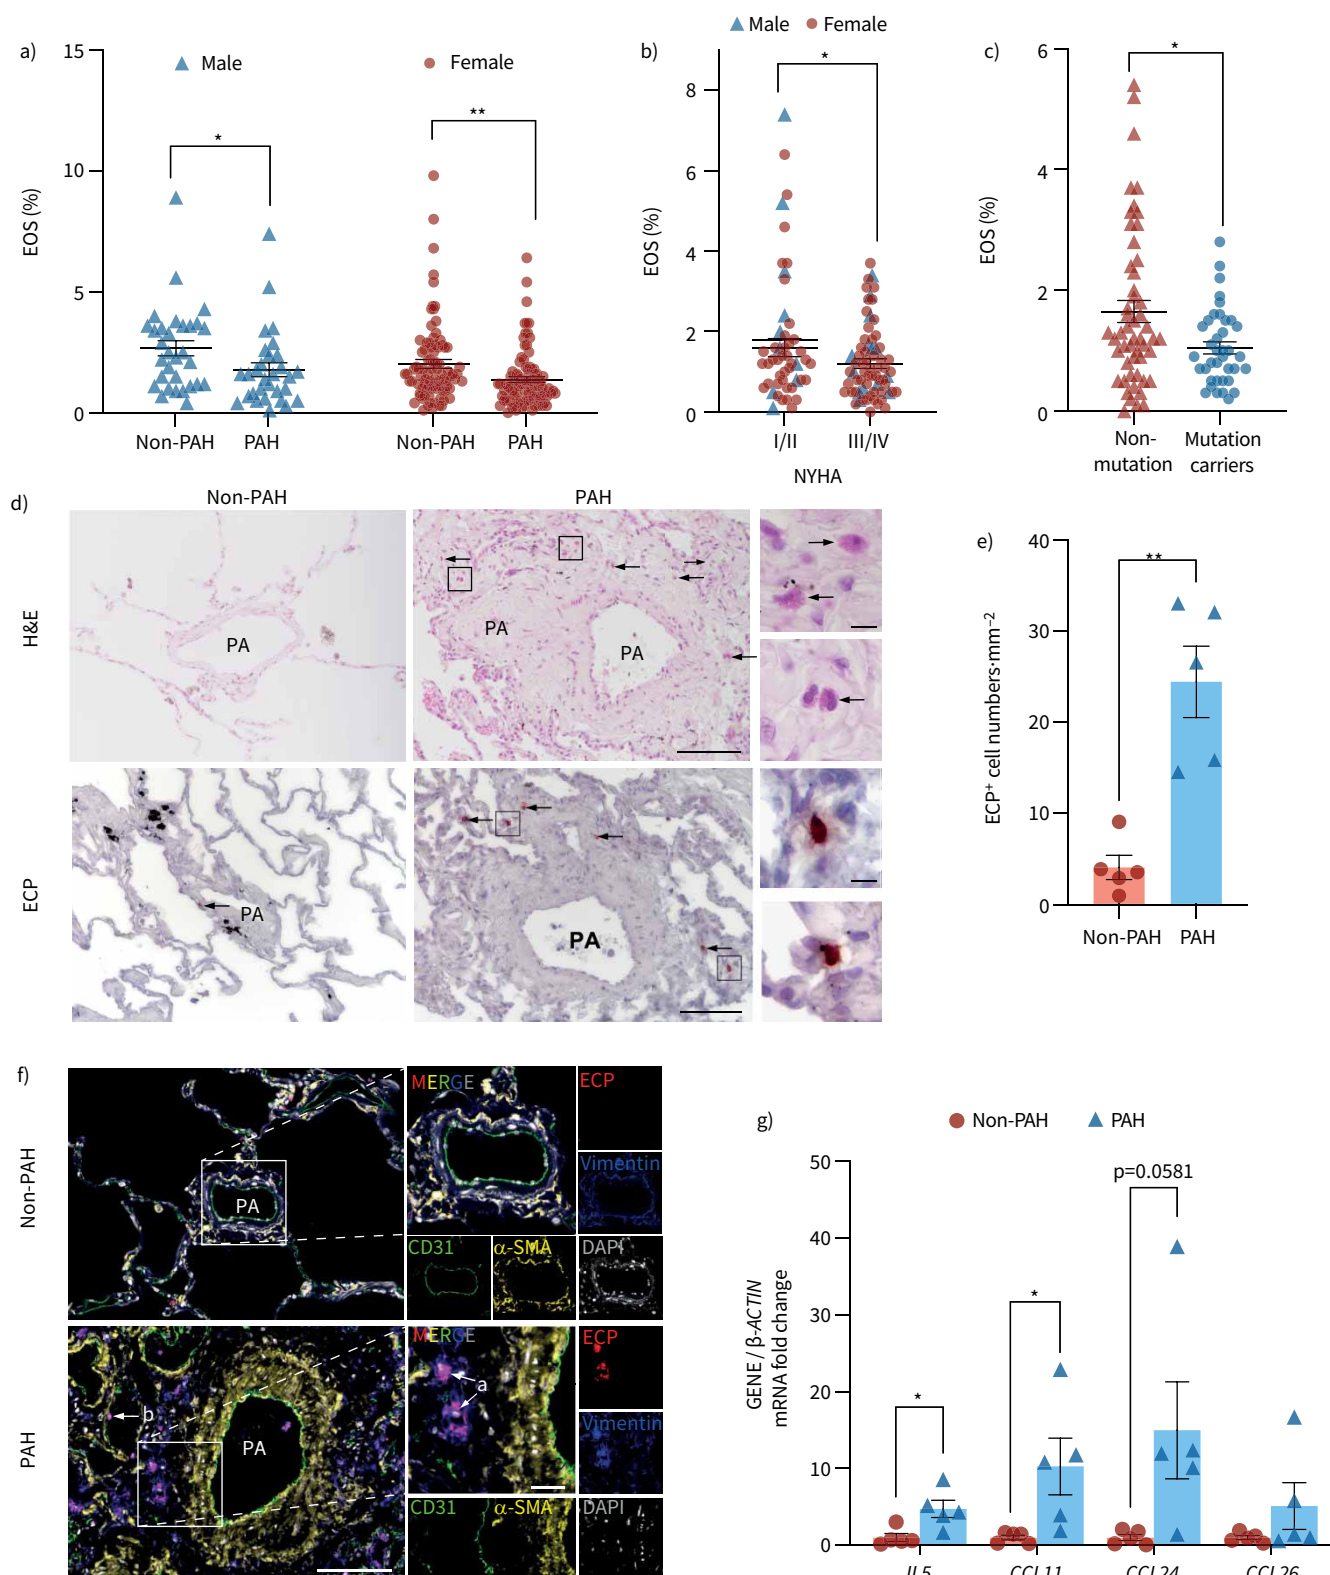 a)
15
10
5
0
EOS (%)
Male
Female
*
**
Non-PAH
PAH
Non-PAH
PAH
b)
Male
Female
8
6
4
2
0
EOS (%)
*
I/II
III/IV
NYHA
c)
6
4
2
0
EOS (%)
*
Non-
mutation
Mutation
carriers
d)
Non-PAH
PAH
H&E
PA
PA
PA
ECP
PA
PA
e)
40
30
20
10
0
ECP⁺ cell numbers·mm⁻²
**
Non-PAH
PAH
f)
Non-PAH
PA
MERGE
ECP
Vimentin
CD31
α-SMA
DAPI
PAH
b
PA
MERGE
a
ECP
Vimentin
CD31
α-SMA
DAPI
g)
Non-PAH
PAH
50
40
30
20
10
0
GENE / β-ACTIN
mRNA fold change
*
*
p=0.0581
IL5
CCL11
CCL24
CCL26